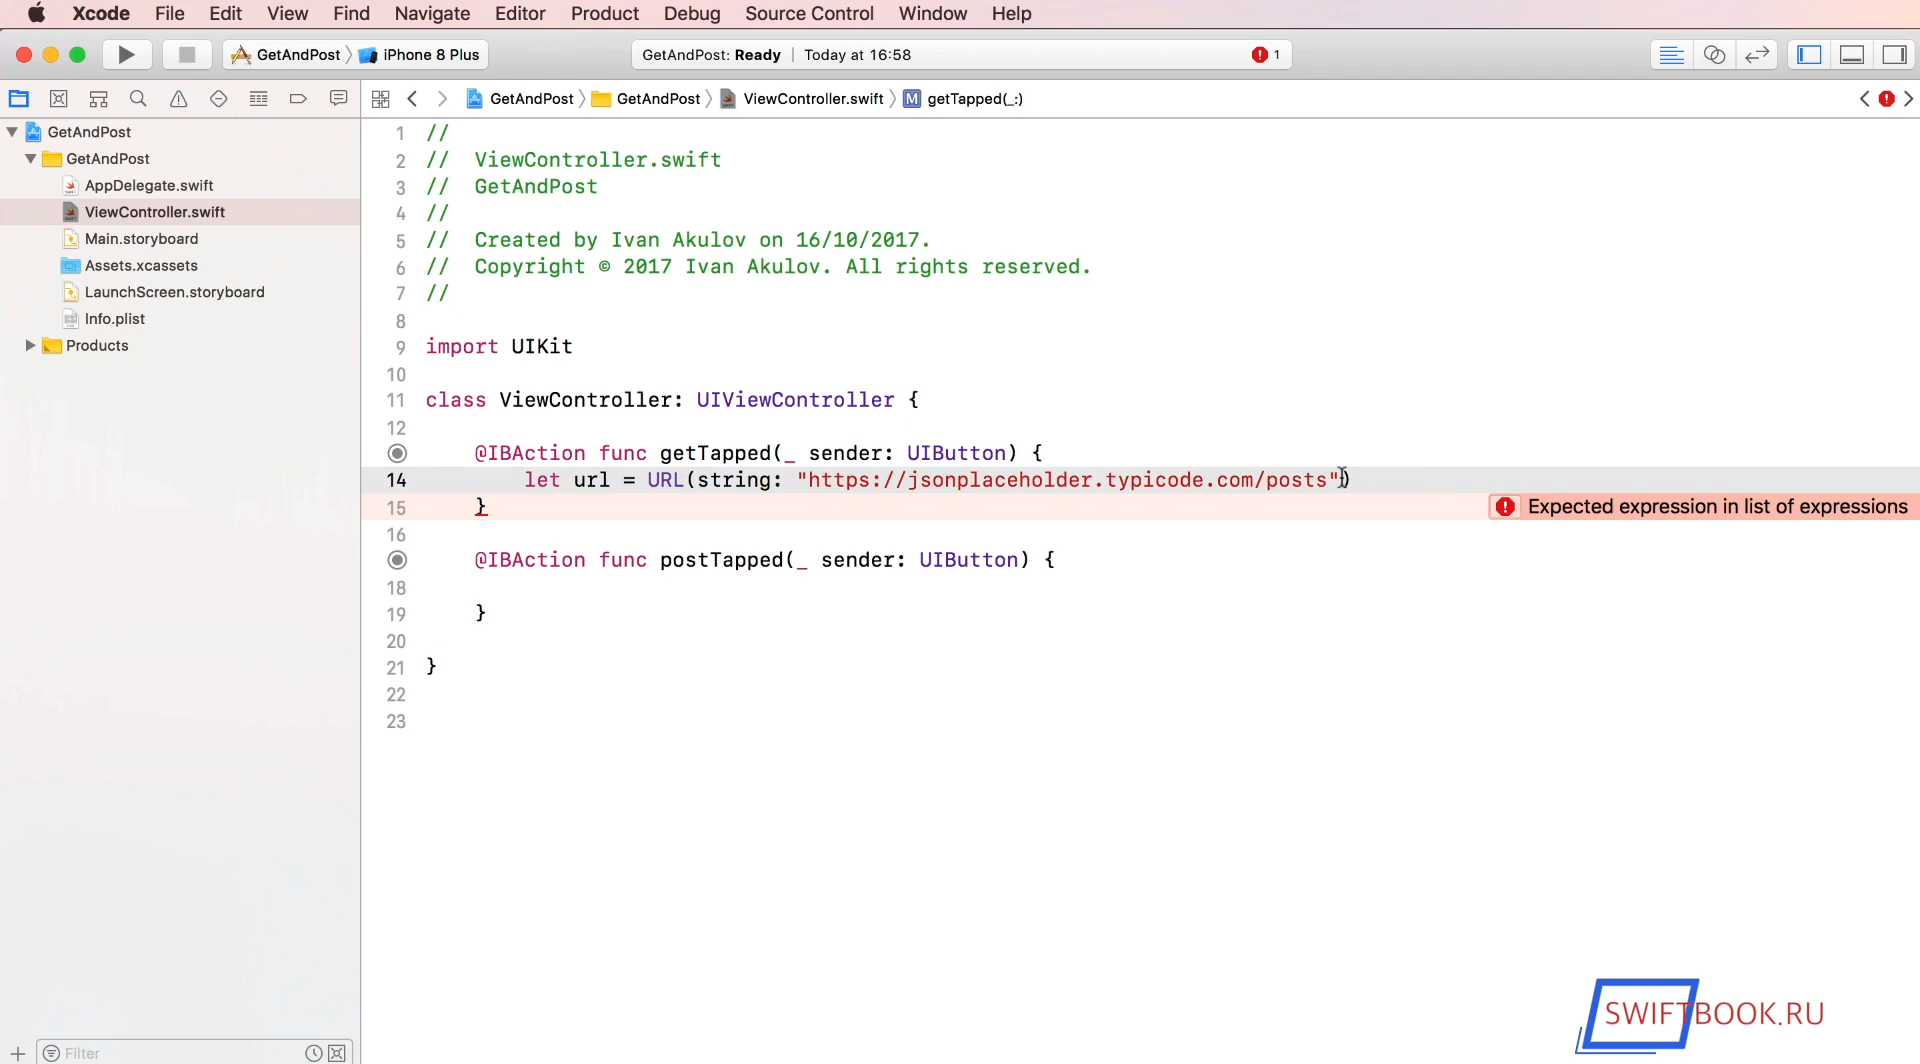 Xcode File Edit View Find Navigate Editor Product Debug Source Control Window Help
GetAndPost iPhone 8 Plus GetAndPost: Ready Today at 16:58 1
GetAndPost GetAndPost ViewController.swift M getTapped(_:)
GetAndPost
GetAndPost
AppDelegate.swift
ViewController.swift
Main.storyboard
Assets.xcassets
LaunchScreen.storyboard
Info.plist
Products
1 //
2 //  ViewController.swift
3 //  GetAndPost
4 //
5 //  Created by Ivan Akulov on 16/10/2017.
6 //  Copyright © 2017 Ivan Akulov. All rights reserved.
7 //
8
9 import UIKit
10
11 class ViewController: UIViewController {
12
@IBAction func getTapped(_ sender: UIButton) {
14 let url = URL(string: "https://jsonplaceholder.typicode.com/posts")
15 } Expected expression in list of expressions
16
@IBAction func postTapped(_ sender: UIButton) {
18
19 }
20
21 }
22
23
Filter
SWIFTBOOK.RU